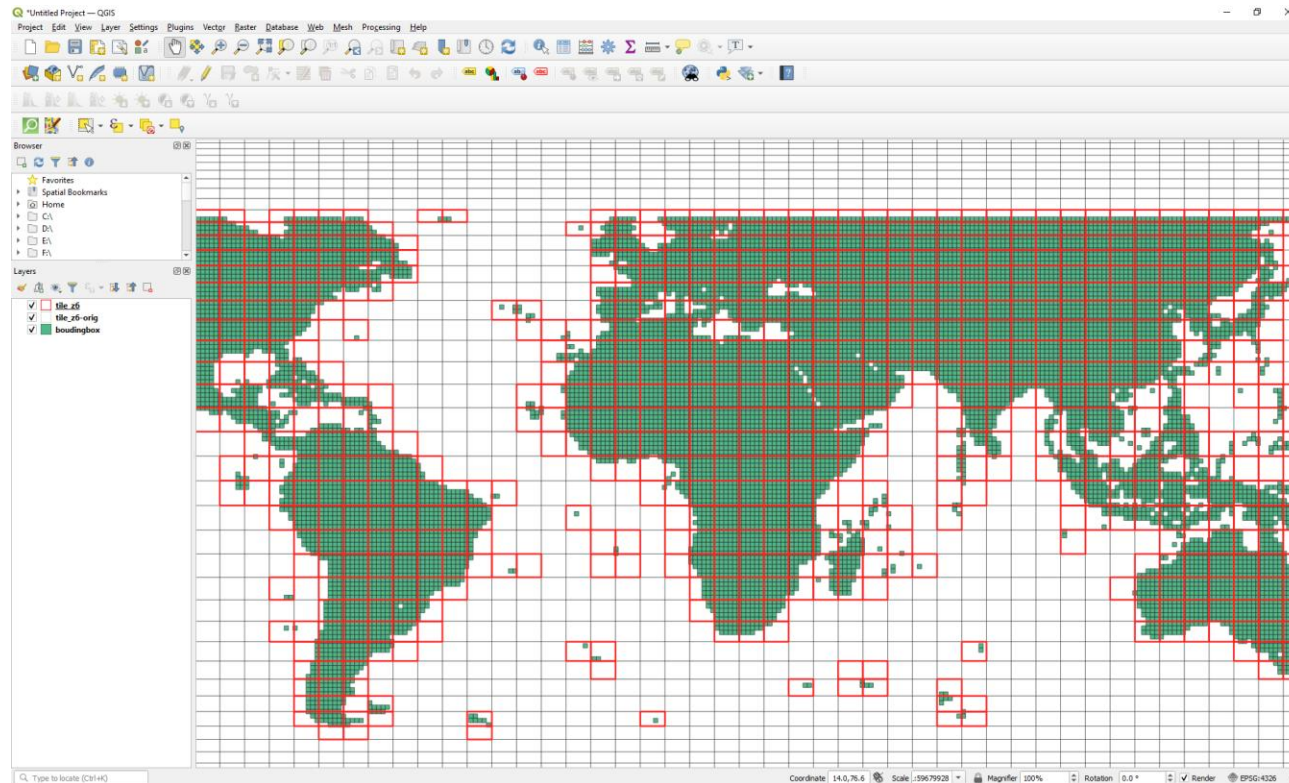 *Untitled Project — QGIS
Project Edit View Layer Settings Plugins Vector Raster Database Web Mesh Processing Help
Browser
Favorites
Spatial Bookmarks
Home
C:\
D:\
E:\
F:\
Layers
tile_z6
tile_z6-orig
boudingbox
Type to locate (Ctrl+K)
Coordinate 14.0,76.6 Scale :59679928 Magnifier 100% Rotation 0.0 ° Render EPSG:4326